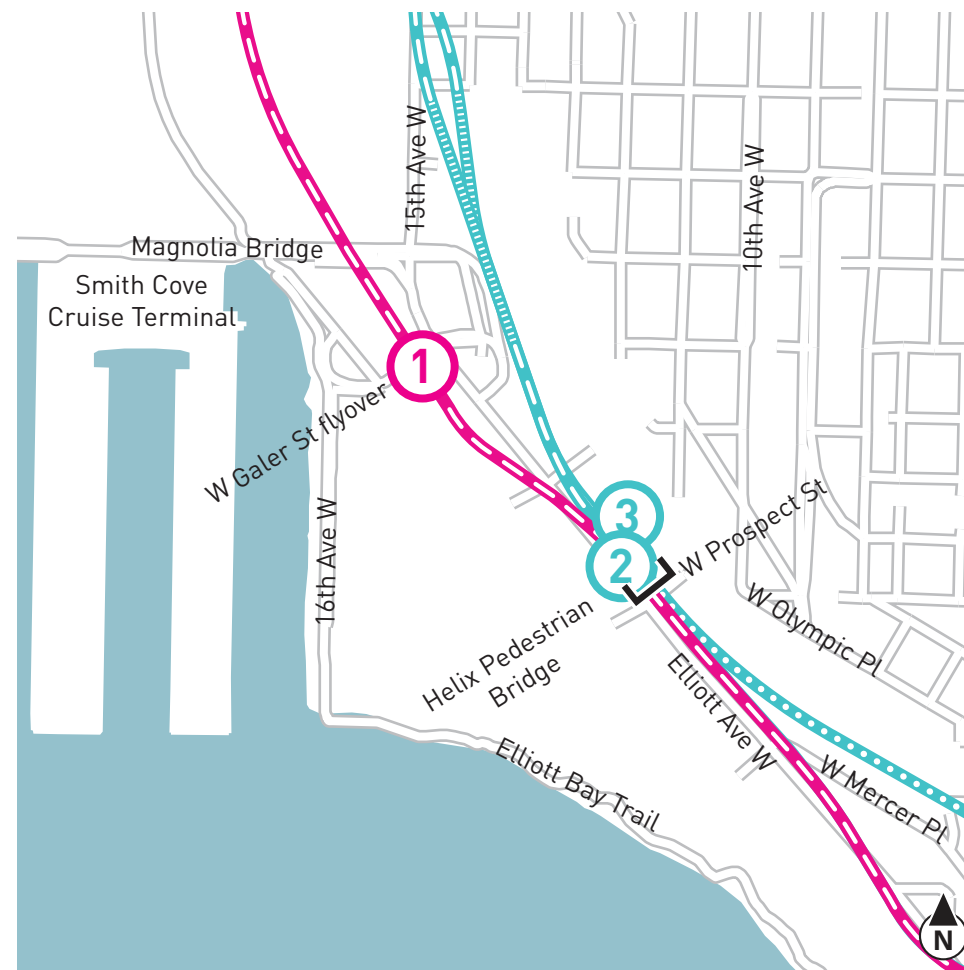 15th Ave W
10th Ave W
Magnolia Bridge
Smith Cove
Cruise Terminal
1
W Galer St flyover
3
2
W Prospect St
16th Ave W
Helix Pedestrian
Bridge
W Olympic Pl
Elliott Ave W
Elliott Bay Trail
W Mercer Pl
N